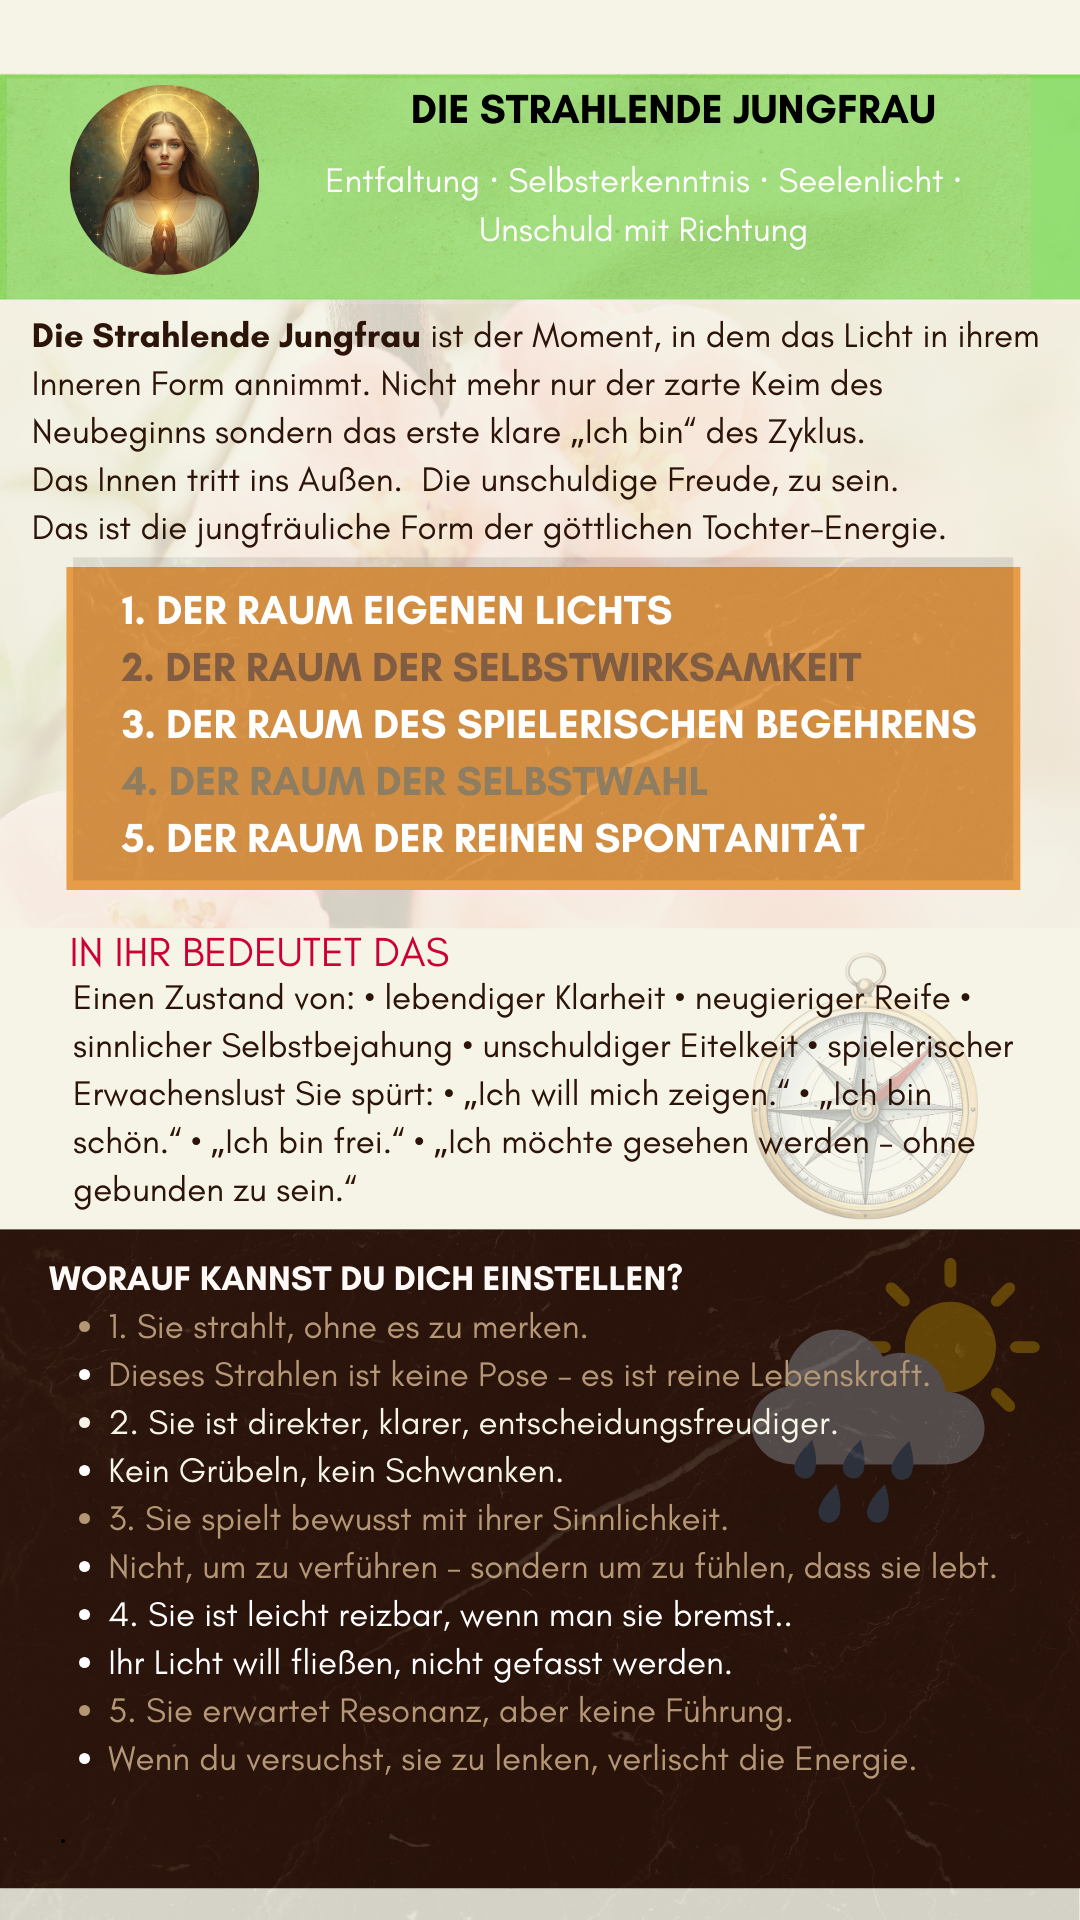 DIE STRAHLENDE JUNGFRAU
Entfaltung · Selbsterkenntnis · Seelenlicht ·
Unschuld mit Richtung
Die Strahlende Jungfrau ist der Moment, in dem das Licht in ihrem
Inneren Form annimmt. Nicht mehr nur der zarte Keim des
Neubeginns sondern das erste klare „Ich bin“ des Zyklus.
Das Innen tritt ins Außen. Die unschuldige Freude, zu sein.
Das ist die jungfräuliche Form der göttlichen Tochter-Energie.
1. DER RAUM EIGENEN LICHTS
2. DER RAUM DER SELBSTWIRKSAMKEIT
3. DER RAUM DES SPIELERISCHEN BEGEHRENS
4. DER RAUM DER SELBSTWAHL
5. DER RAUM DER REINEN SPONTANITÄT
IN IHR BEDEUTET DAS
Einen Zustand von: • lebendiger Klarheit • neugieriger Reife •
sinnlicher Selbstbejahung • unschuldiger Eitelkeit • spielerischer
Erwachenslust Sie spürt: • „Ich will mich zeigen.“ • „Ich bin
schön.“ • „Ich bin frei.“ • „Ich möchte gesehen werden – ohne
gebunden zu sein.“
WORAUF KANNST DU DICH EINSTELLEN?
• 1. Sie strahlt, ohne es zu merken.
• Dieses Strahlen ist keine Pose – es ist reine Lebenskraft.
• 2. Sie ist direkter, klarer, entscheidungsfreudiger.
• Kein Grübeln, kein Schwanken.
• 3. Sie spielt bewusst mit ihrer Sinnlichkeit.
• Nicht, um zu verführen – sondern um zu fühlen, dass sie lebt.
• 4. Sie ist leicht reizbar, wenn man sie bremst..
• Ihr Licht will fließen, nicht gefasst werden.
• 5. Sie erwartet Resonanz, aber keine Führung.
• Wenn du versuchst, sie zu lenken, verlischt die Energie.
.